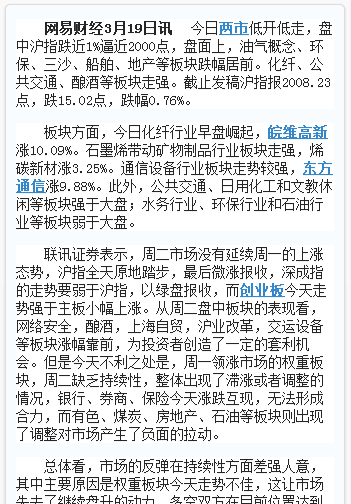 网易财经3月19日讯 今日两市低开低走，盘
中沪指跌近1%逼近2000点，盘面上，油气概念、环
保、三沙、船舶、地产等板块跌幅居前。化纤、公
共交通、酿酒等板块走强。截止发稿沪指报2008.23
点，跌15.02点，跌幅0.76%。
板块方面，今日化纤行业早盘崛起，皖维高新
涨10.09%。石墨烯带动矿物制品行业板块走强，烯
碳新材涨3.25%。通信设备行业板块走势较强，东方
通信涨9.88%。此外，公共交通、日用化工和文教休
闲等板块强于大盘；水务行业、环保行业和石油行
业等板块弱于大盘。
联讯证券表示，周二市场没有延续周一的上涨
态势，沪指全天原地踏步，最后微涨报收，深成指
的走势要弱于沪指，以绿盘报收，而创业板今天走
势强于主板小幅上涨。从周二盘中板块的表现看，
网络安全，酿酒，上海自贸，沪业改革，交运设备
等板块涨幅靠前，为投资者创造了一定的套利机
会。但是今天不利之处是，周一领涨市场的权重板
块，周二缺乏持续性，整体出现了滞涨或者调整的
情况，银行、券商、保险今天涨跌互现，无法形成
合力，而有色、煤炭、房地产、石油等板块则出现
了调整对市场产生了负面的拉动。
总体看，市场的反弹在持续性方面差强人意，
其中主要原因是权重板块今天走势不佳，这让市场
失去了继续盘升的动力，多空双方在目前位置达到